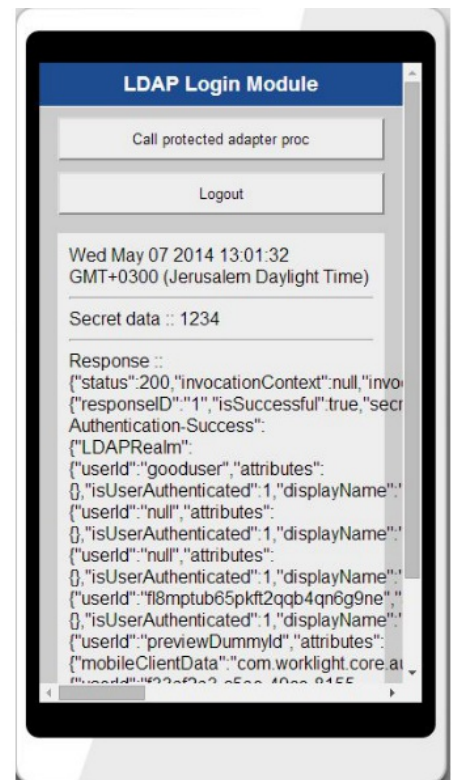 LDAP Login Module
Call protected adapter proc
Logout
Wed May 07 2014 13:01:32
GMT+0300 (Jerusalem Daylight Time)
Secret data :: 1234
Response ::
{"status":200,"invocationContext":null,"invo
{"responseID":"1","isSuccessful":true,"secr
Authentication-Success":
{"LDAPRealm":
{"userId":"gooduser","attributes":
{},"isUserAuthenticated":1,"displayName":"
{"userId":"null","attributes":
{},"isUserAuthenticated":1,"displayName":"
{"userId":"null","attributes":
{},"isUserAuthenticated":1,"displayName":"
{"userId":"fl8mptub65pkft2qqb4qn6g9ne","
{},"isUserAuthenticated":1,"displayName":"
{"userId":"previewDummyId","attributes":
{"mobileClientData":"com.worklight.core.au